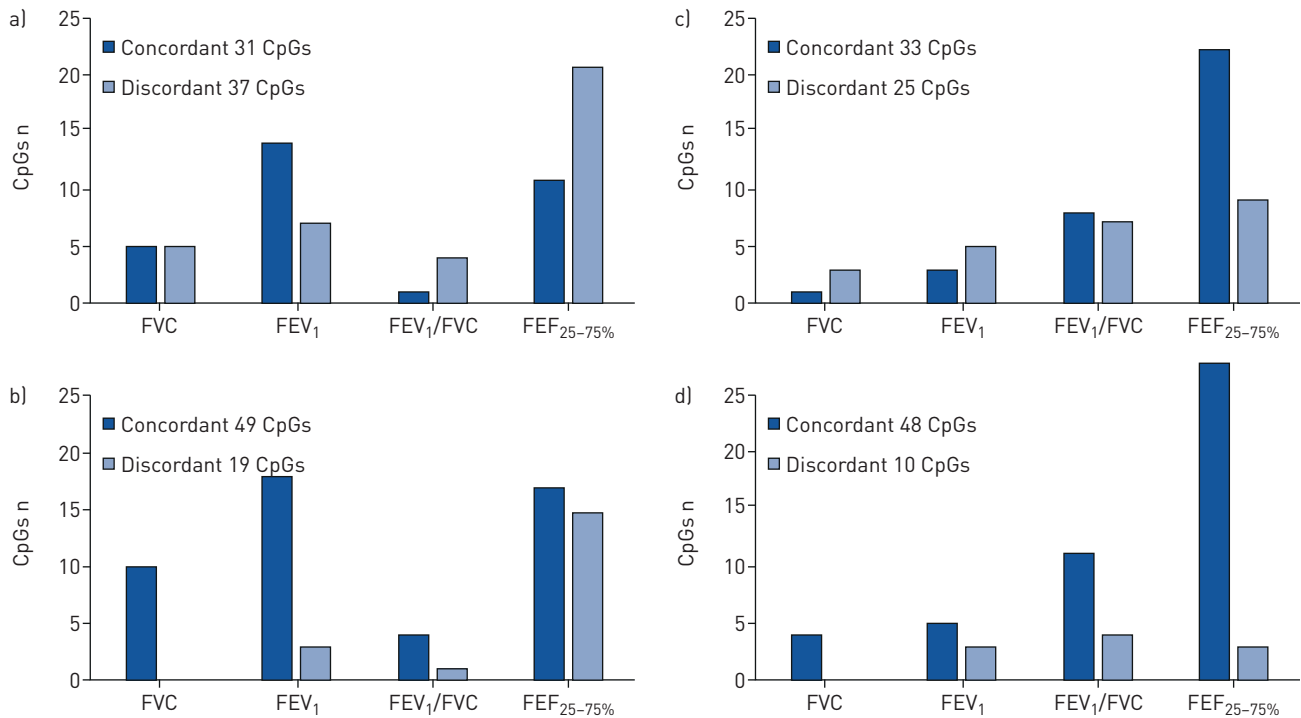 a)
CpGs n
25
20
15
10
5
0
Concordant 31 CpGs
Discordant 37 CpGs
FVC
FEV1
FEV1/FVC
FEF25–75%
c)
CpGs n
25
20
15
10
5
0
Concordant 33 CpGs
Discordant 25 CpGs
FVC
FEV1
FEV1/FVC
FEF25–75%
b)
CpGs n
25
20
15
10
5
0
Concordant 49 CpGs
Discordant 19 CpGs
FVC
FEV1
FEV1/FVC
FEF25–75%
d)
CpGs n
25
20
15
10
5
0
Concordant 48 CpGs
Discordant 10 CpGs
FVC
FEV1
FEV1/FVC
FEF25–75%